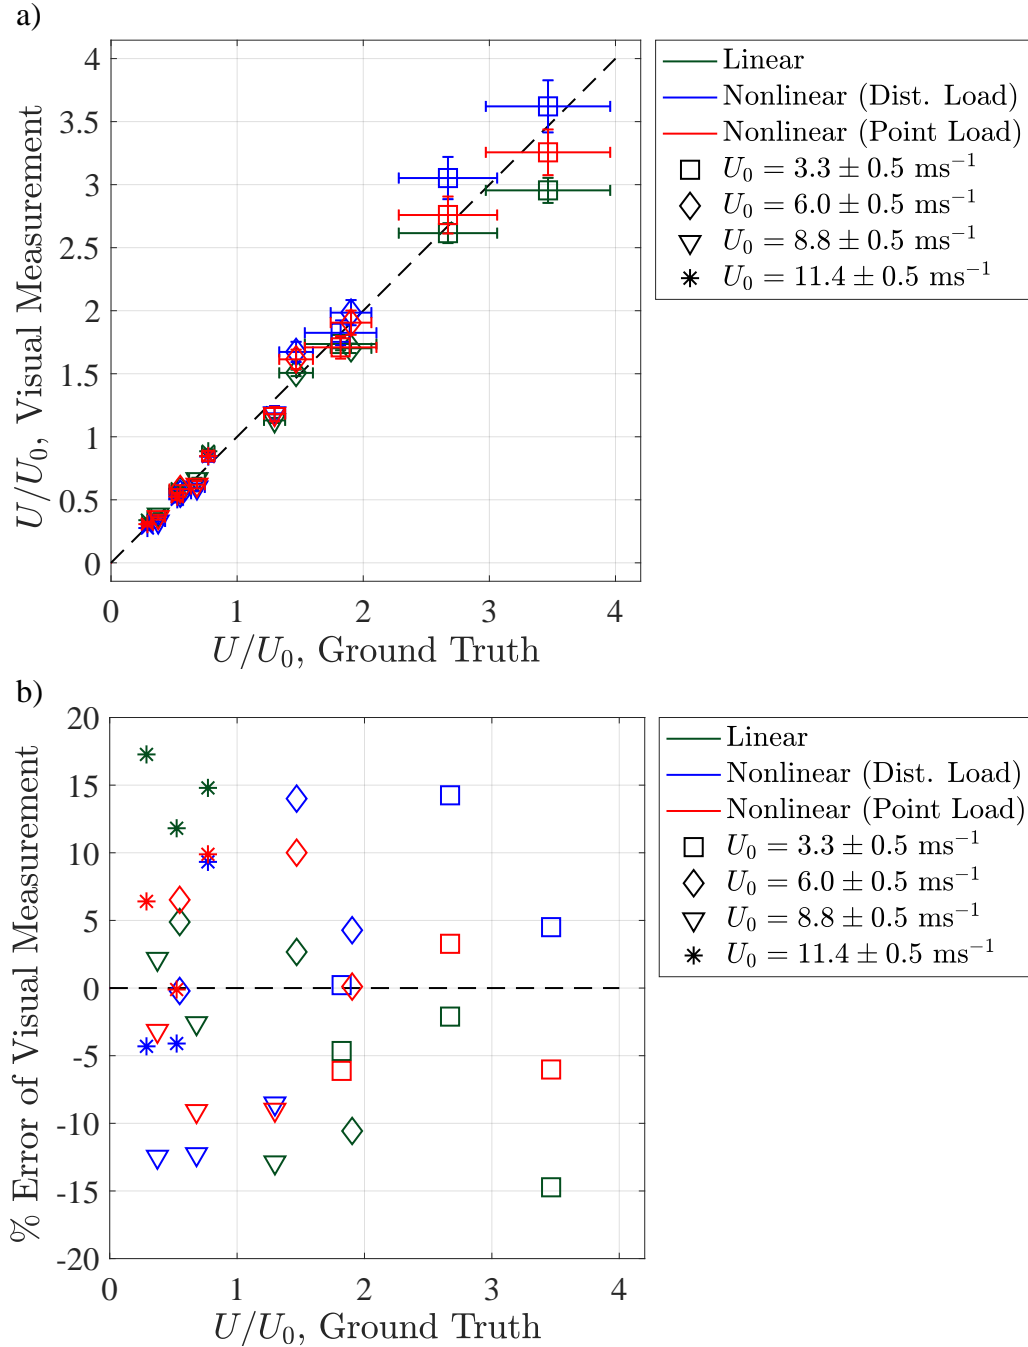 a)
4
3.5
3
2.5
2
1.5
1
0.5
0
0 1 2 3 4
U/U₀, Visual Measurement
U/U₀, Ground Truth
Linear
Nonlinear (Dist. Load)
Nonlinear (Point Load)
U₀ = 3.3 ± 0.5 ms⁻¹
U₀ = 6.0 ± 0.5 ms⁻¹
U₀ = 8.8 ± 0.5 ms⁻¹
U₀ = 11.4 ± 0.5 ms⁻¹
b)
20
15
10
5
0
-5
-10
-15
-20
0 1 2 3 4
% Error of Visual Measurement
U/U₀, Ground Truth
Linear
Nonlinear (Dist. Load)
Nonlinear (Point Load)
U₀ = 3.3 ± 0.5 ms⁻¹
U₀ = 6.0 ± 0.5 ms⁻¹
U₀ = 8.8 ± 0.5 ms⁻¹
U₀ = 11.4 ± 0.5 ms⁻¹